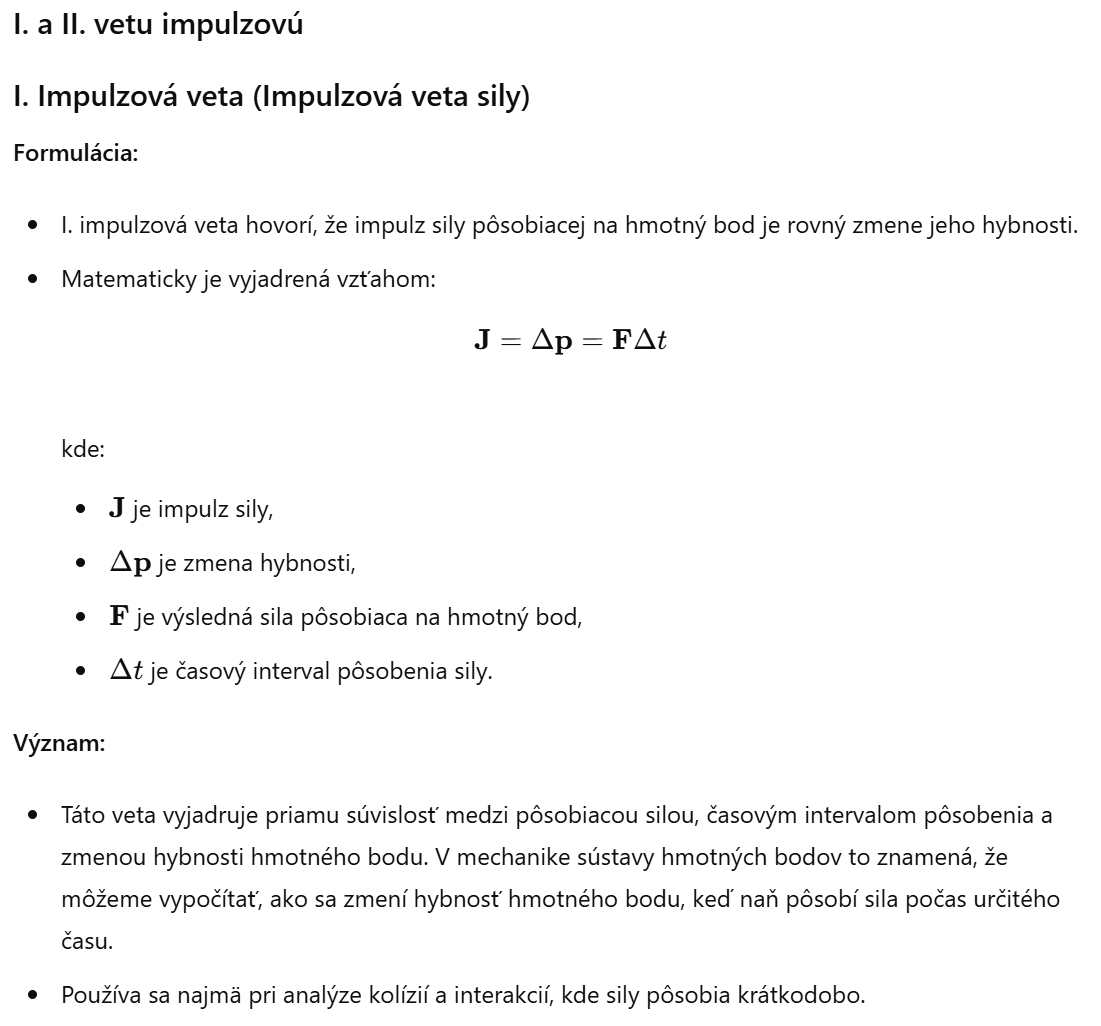 I. a II. vetu impulzovú
I. Impulzová veta (Impulzová veta sily)
Formulácia:
• I. impulzová veta hovorí, že impulz sily pôsobiacej na hmotný bod je rovný zmene jeho hybnosti.
• Matematicky je vyjadrená vzťahom:
J = Δp = FΔt
kde:
• J je impulz sily,
• Δp je zmena hybnosti,
• F je výsledná sila pôsobiaca na hmotný bod,
• Δt je časový interval pôsobenia sily.
Význam:
• Táto veta vyjadruje priamu súvislosť medzi pôsobiacou silou, časovým intervalom pôsobenia a
zmenou hybnosti hmotného bodu. V mechanike sústavy hmotných bodov to znamená, že
môžeme vypočítať, ako sa zmení hybnosť hmotného bodu, keď naň pôsobí sila počas určitého
času.
• Používa sa najmä pri analýze kolízií a interakcií, kde sily pôsobia krátkodobo.